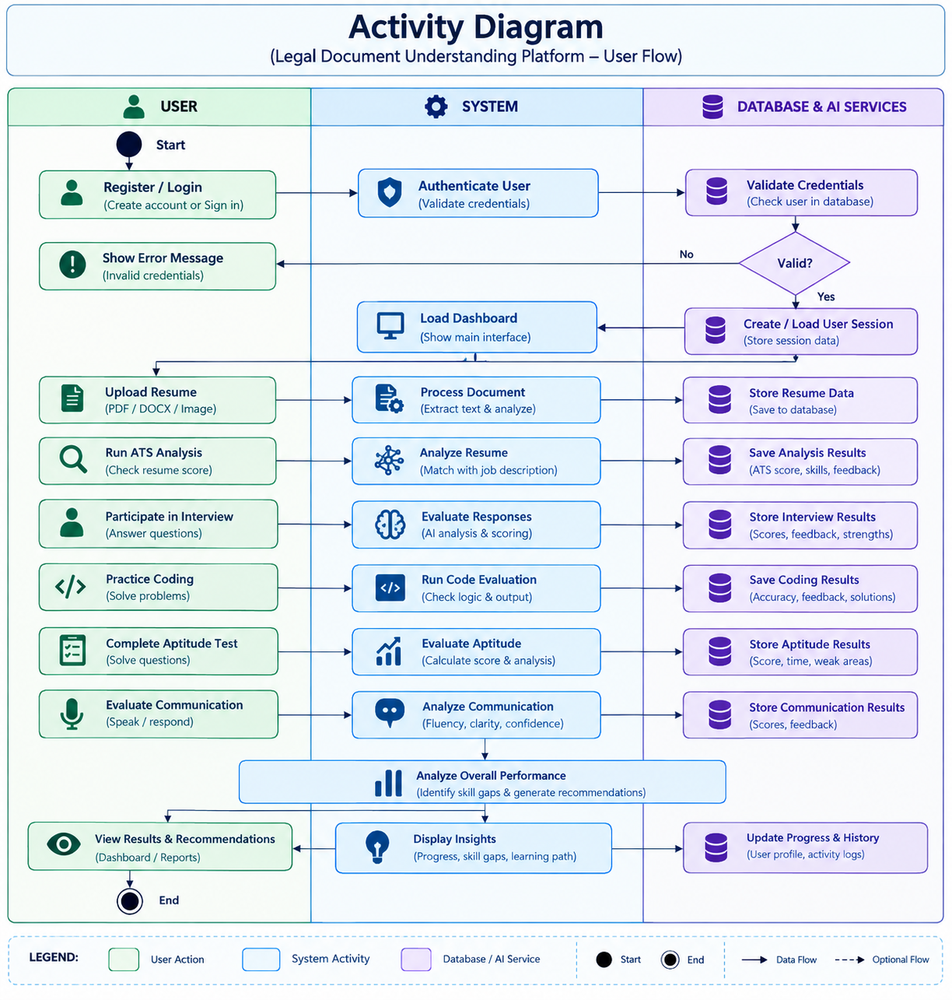 Activity Diagram
(Legal Document Understanding Platform – User Flow)
USER
SYSTEM
DATABASE & AI SERVICES
Start
Register / Login
(Create account or Sign in)
Authenticate User
(Validate credentials)
Validate Credentials
(Check user in database)
Show Error Message
(Invalid credentials)
No
Valid?
Yes
Load Dashboard
(Show main interface)
Create / Load User Session
(Store session data)
Upload Resume
(PDF / DOCX / Image)
Process Document
(Extract text & analyze)
Store Resume Data
(Save to database)
Run ATS Analysis
(Check resume score)
Analyze Resume
(Match with job description)
Save Analysis Results
(ATS score, skills, feedback)
Participate in Interview
(Answer questions)
Evaluate Responses
(AI analysis & scoring)
Store Interview Results
(Scores, feedback, strengths)
Practice Coding
(Solve problems)
Run Code Evaluation
(Check logic & output)
Save Coding Results
(Accuracy, feedback, solutions)
Complete Aptitude Test
(Solve questions)
Evaluate Aptitude
(Calculate score & analysis)
Store Aptitude Results
(Score, time, weak areas)
Evaluate Communication
(Speak / respond)
Analyze Communication
(Fluency, clarity, confidence)
Store Communication Results
(Scores, feedback)
Analyze Overall Performance
(Identify skill gaps & generate recommendations)
View Results & Recommendations
(Dashboard / Reports)
Display Insights
(Progress, skill gaps, learning path)
Update Progress & History
(User profile, activity logs)
End
LEGEND:
User Action
System Activity
Database / AI Service
Start
End
Data Flow
Optional Flow